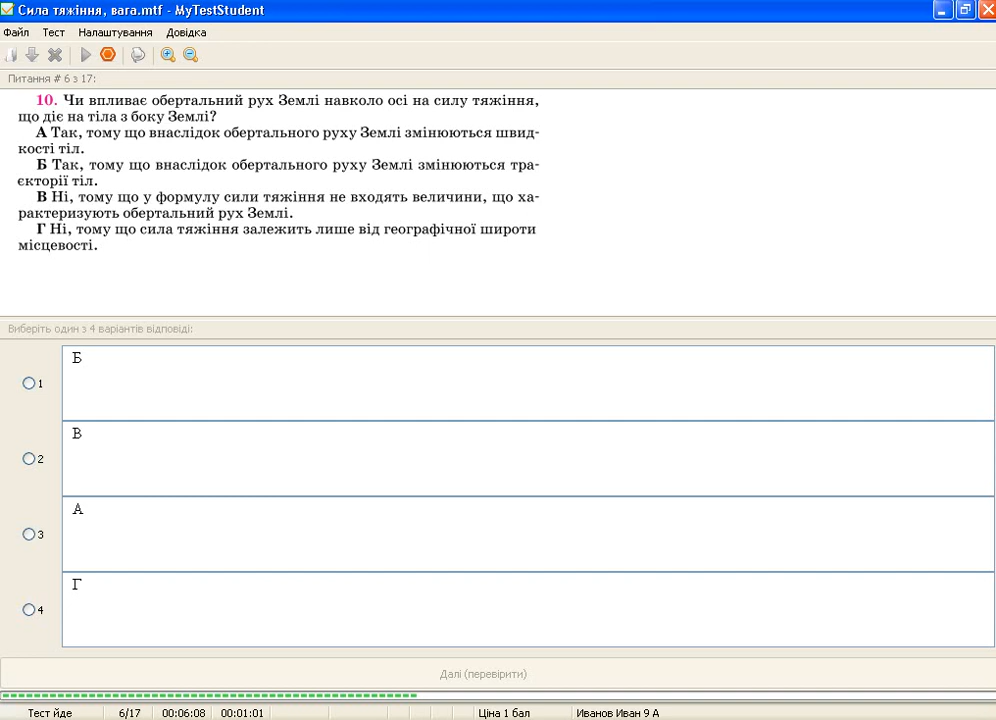 Сила тяжіння, вага.mtf - MyTestStudent
Файл Тест Налаштування Довідка
Питання # 6 з 17:
10. Чи впливає обертальний рух Землі навколо осі на силу тяжіння,
що діє на тіла з боку Землі?
А Так, тому що внаслідок обертального руху Землі змінюються швид-
кості тіл.
Б Так, тому що внаслідок обертального руху Землі змінюються тра-
єкторії тіл.
В Ні, тому що у формулу сили тяжіння не входять величини, що ха-
рактеризують обертальний рух Землі.
Г Ні, тому що сила тяжіння залежить лише від географічної широти
місцевості.
Виберіть один з 4 варіантів відповіді:
1 Б
2 В
3 А
4 Г
Далі (перевірити)
Тест йде 6/17 00:06:08 00:01:01 Ціна 1 бал Иванов Иван 9 А